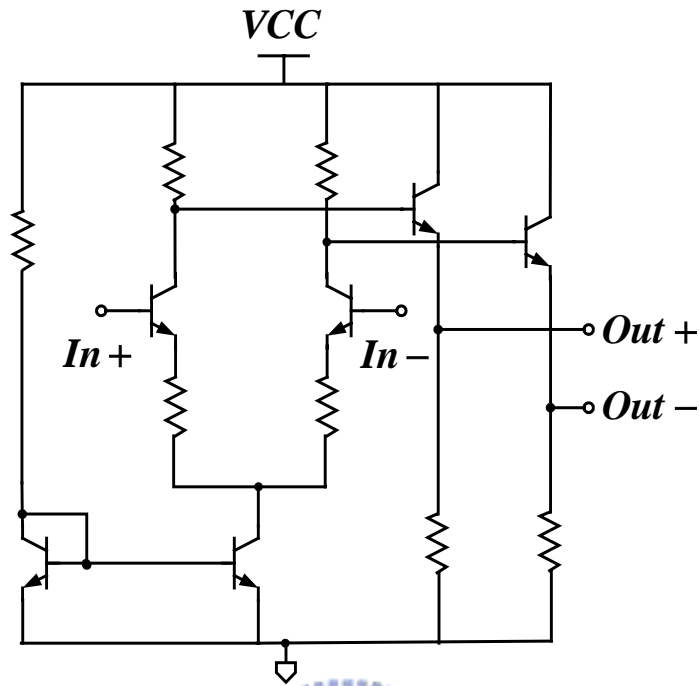 VCC
In +
In −
Out +
Out −